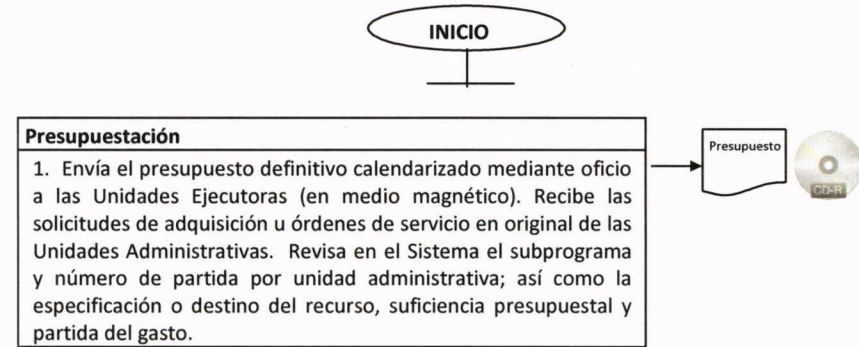 INICIO
Presupuestación
Presupuesto
1. Envía el presupuesto definitivo calendarizado mediante oficio
a las Unidades Ejecutoras (en medio magnético). Recibe las
solicitudes de adquisición u órdenes de servicio en original de las
Unidades Administrativas. Revisa en el Sistema el subprograma
y número de partida por unidad administrativa; así como la
especificación o destino del recurso, suficiencia presupuestal y
partida del gasto.
CD-R